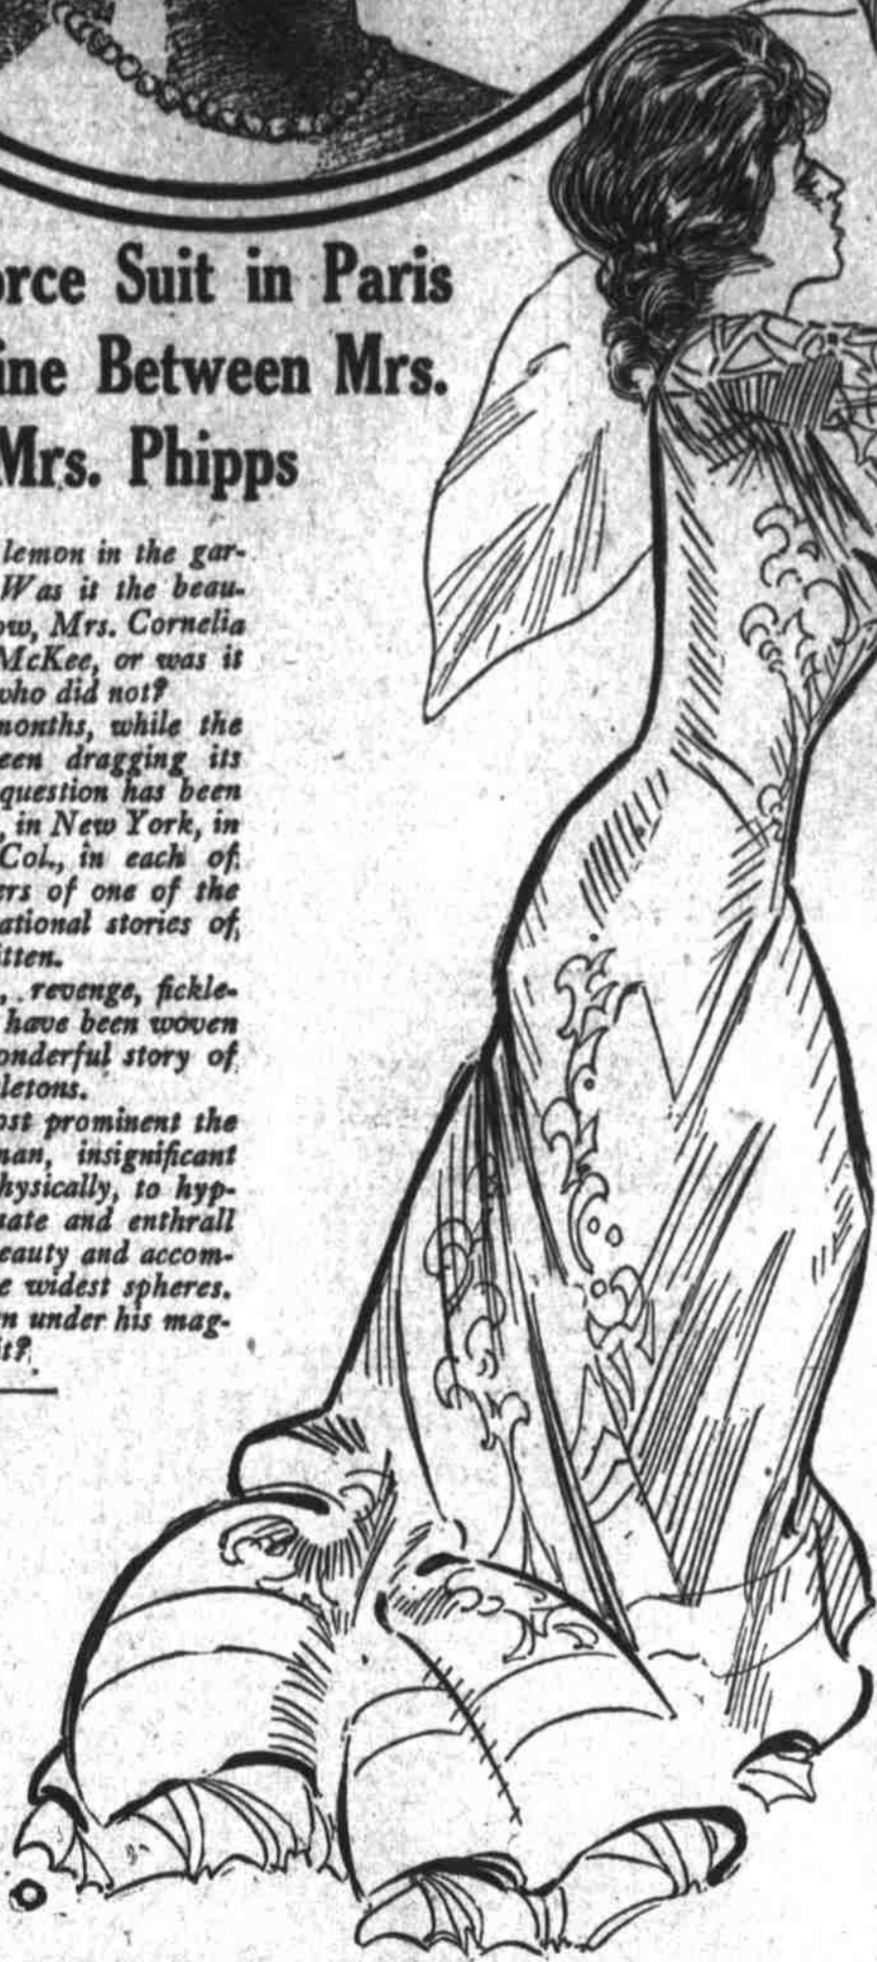 orce Suit in Paris
ine Between Mrs.
Mrs. Phipps
lemon in the gar-
Was it the beau-
ow, Mrs. Cornelia
McKee, or was it
who did not?
months, while the
een dragging its
question has been
, in New York, in
Col., in each of
ers of one of the
ational stories of
itten.
, revenge, fickle-
have been woven
onderful story of
letons.
ost prominent the
man, insignificant
hysically, to hyp-
sate and enthrall
eauty and accom-
e widest spheres.
n under his mag-
it?